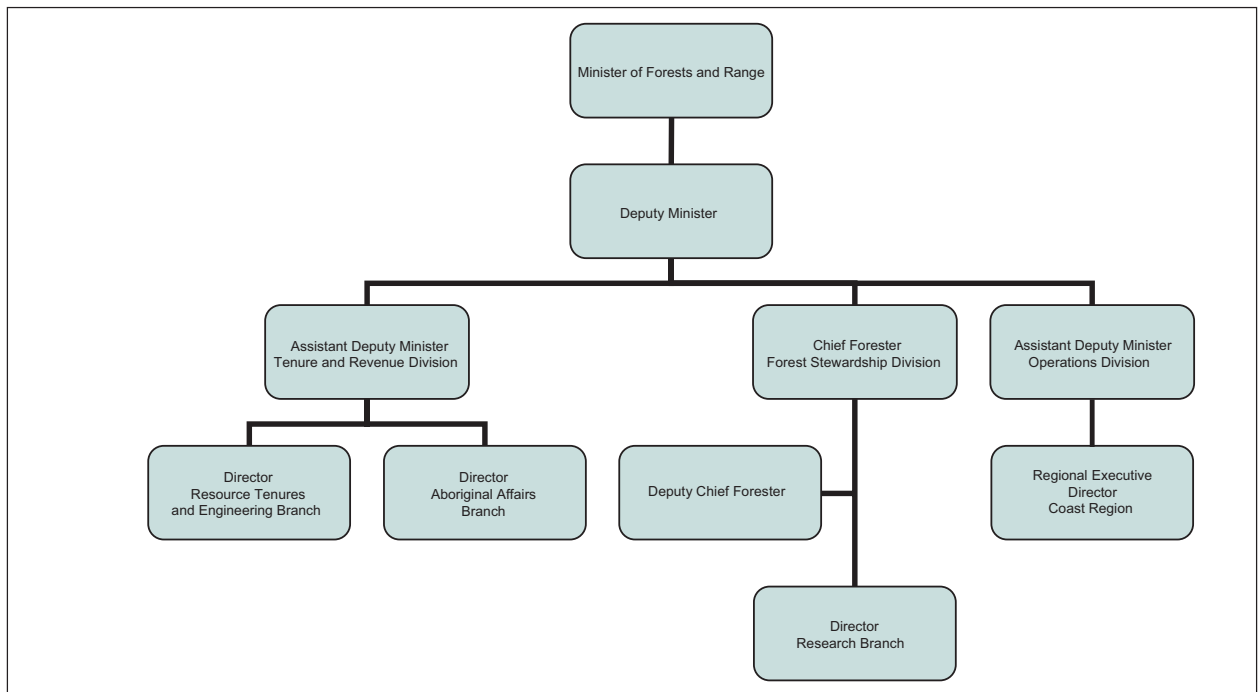 Minister of Forests and Range
Deputy Minister
Assistant Deputy Minister
Tenure and Revenue Division
Chief Forester
Forest Stewardship Division
Assistant Deputy Minister
Operations Division
Director
Resource Tenures
and Engineering Branch
Director
Aboriginal Affairs
Branch
Deputy Chief Forester
Regional Executive
Director
Coast Region
Director
Research Branch